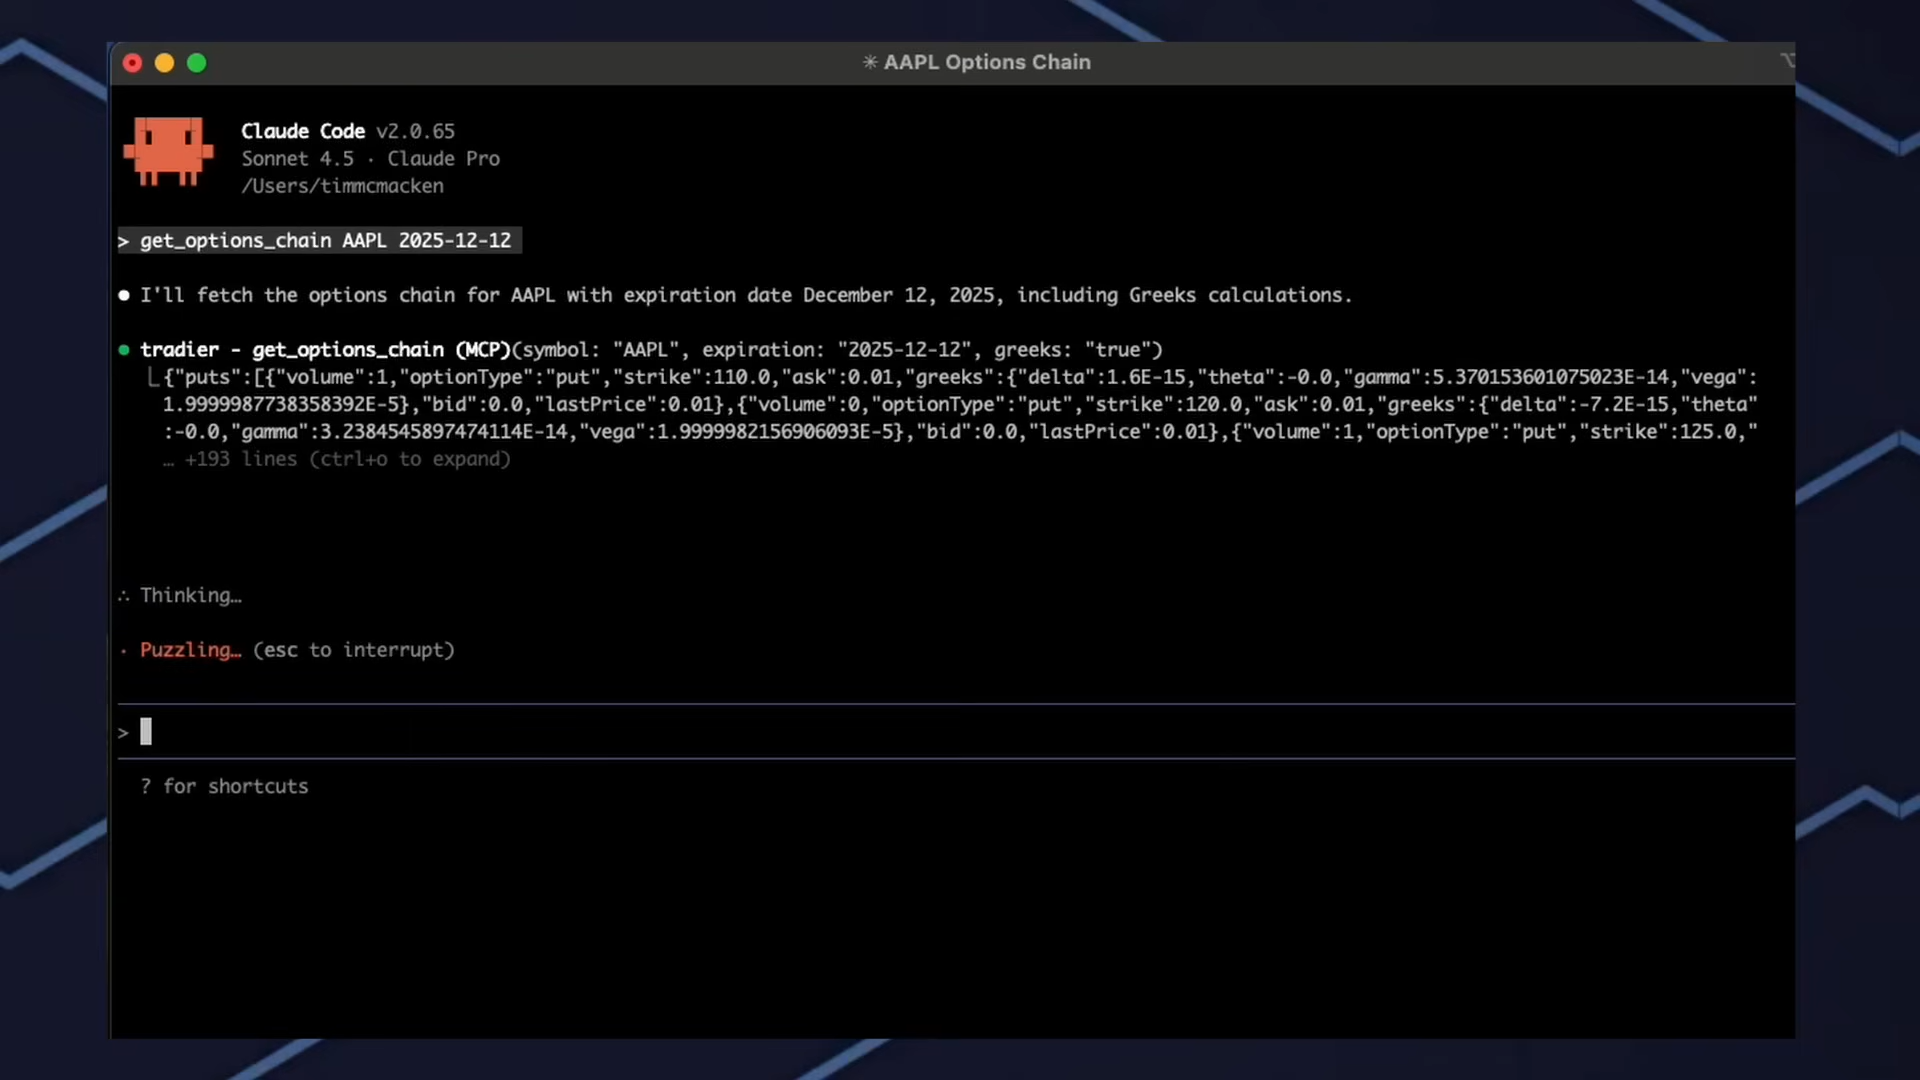 ✳ AAPL Options Chain
Claude Code v2.0.65
Sonnet 4.5 · Claude Pro
/Users/timmcmacken
> get_options_chain AAPL 2025-12-12
● I'll fetch the options chain for AAPL with expiration date December 12, 2025, including Greeks calculations.
● tradier - get_options_chain (MCP)(symbol: "AAPL", expiration: "2025-12-12", greeks: "true")
⎿ {"puts":[{"volume":1,"optionType":"put","strike":110.0,"ask":0.01,"greeks":{"delta":1.6E-15,"theta":-0.0,"gamma":5.370153601075023E-14,"vega":
1.9999987738358392E-5},"bid":0.0,"lastPrice":0.01},{"volume":0,"optionType":"put","strike":120.0,"ask":0.01,"greeks":{"delta":-7.2E-15,"theta"
:-0.0,"gamma":3.2384545897474114E-14,"vega":1.9999982156906093E-5},"bid":0.0,"lastPrice":0.01},{"volume":1,"optionType":"put","strike":125.0,"
… +193 lines (ctrl+o to expand)
∴ Thinking…
· Puzzling… (esc to interrupt)
>
? for shortcuts